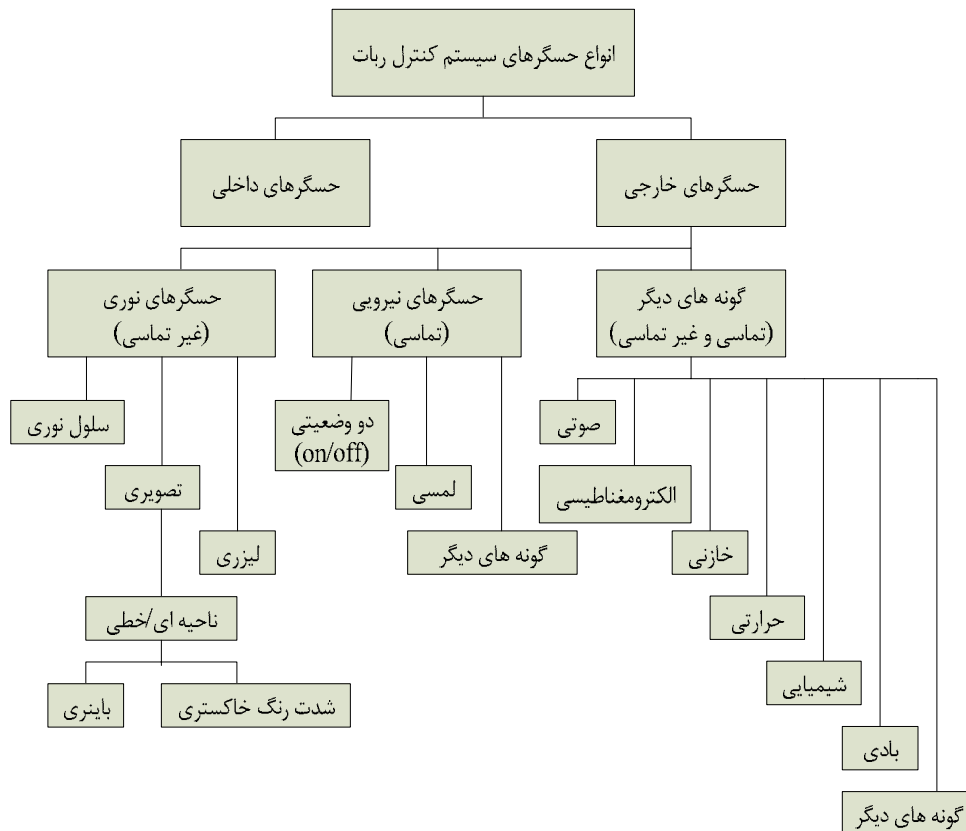 انواع حسگرهای سیستم کنترل ربات
حسگرهای خارجی
حسگرهای داخلی
گونه های دیگر
(تماسی و غیر تماسی)
حسگرهای نیرویی
(تماسی)
حسگرهای نوری
(غیر تماسی)
صوتی
الکترومغناطیسی
خازنی
حرارتی
شیمیایی
بادی
گونه های دیگر
دو وضعیتی
(on/off)
لمسی
گونه های دیگر
سلول نوری
تصویری
لیزری
ناحیه ای/خطی
شدت رنگ خاکستری
باینری